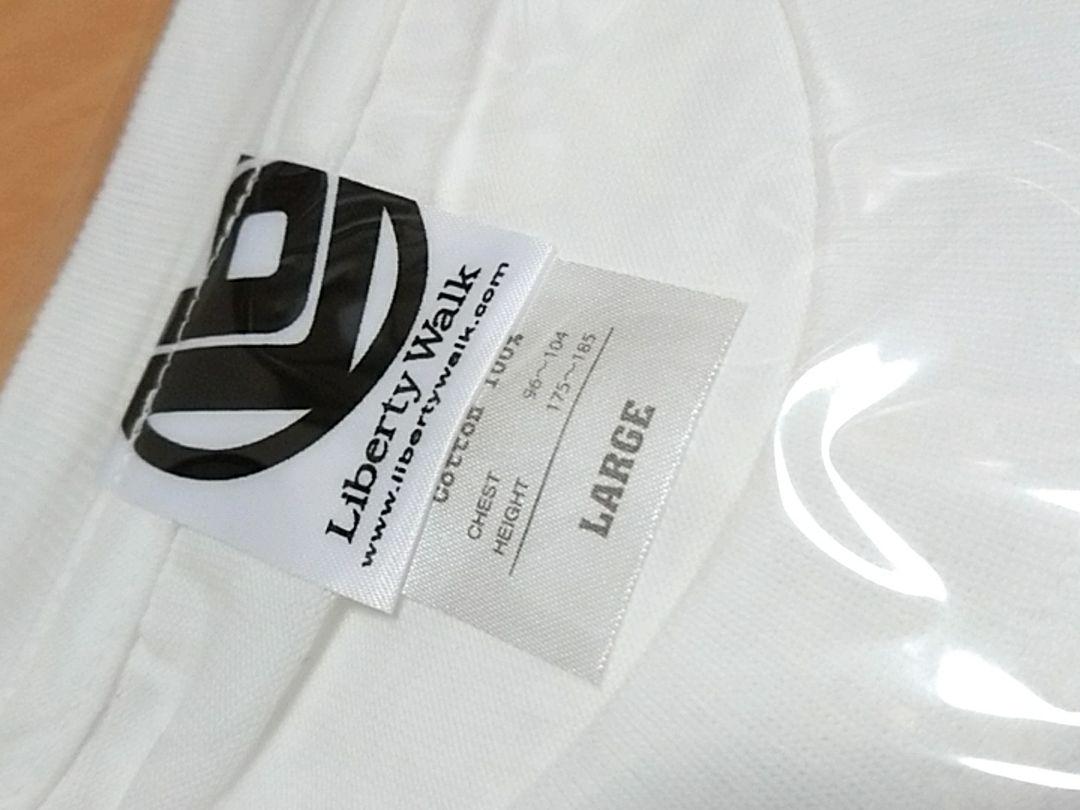 Liberty Walk
www.libertywalk.com
Cotton 100%
CHEST 96～104
HEIGHT 175～185
LARGE